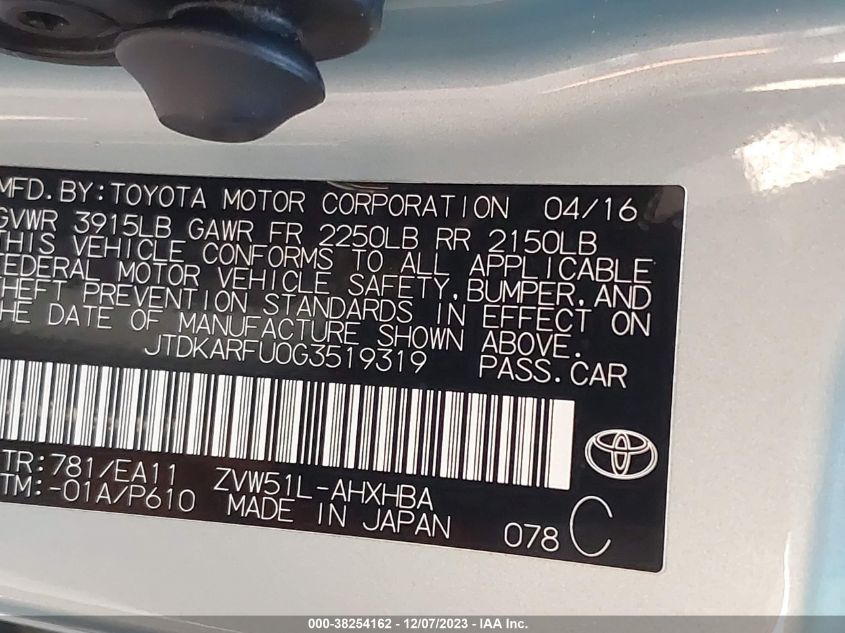 MFD.BY:TOYOTA MOTOR CORPORATION 04/16
GVWR 3915LB GAWR FR 2250LB RR 2150LB
THIS VEHICLE CONFORMS TO ALL APPLICABLE
FEDERAL MOTOR VEHICLE SAFETY,BUMPER,AND
THEFT PREVENTION STANDARDS IN EFFECT ON
THE DATE OF MANUFACTURE SHOWN ABOVE.
JTDKARFU0G3519319 PASS.CAR
TR:781/EA11 ZVW51L-AHXHBA
TM:-01A/P610 MADE IN JAPAN 078 C
000-38254162 - 12/07/2023 - IAA Inc.